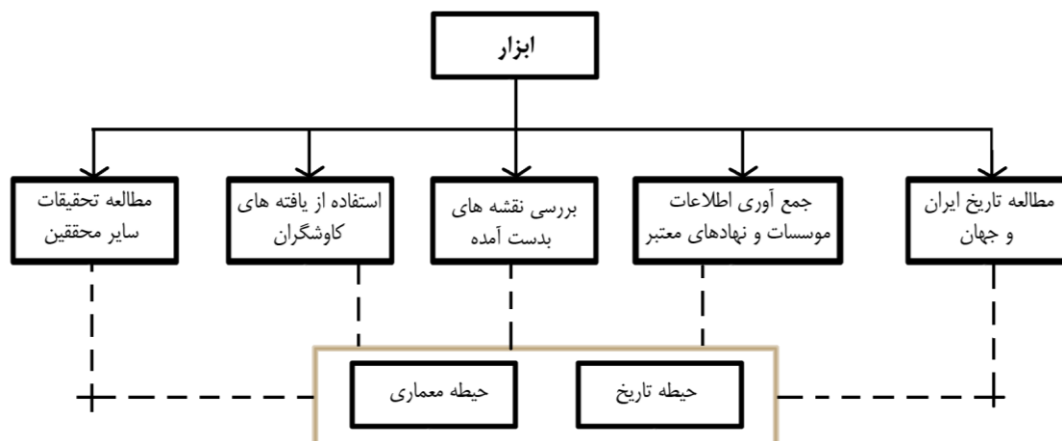 ابزار
مطالعه تاریخ ایران
و جهان
جمع آوری اطلاعات
موسسات و نهادهای معتبر
بررسی نقشه های
بدست آمده
استفاده از یافته های
کاوشگران
مطالعه تحقیقات
سایر محققین
حیطه تاریخ
حیطه معماری